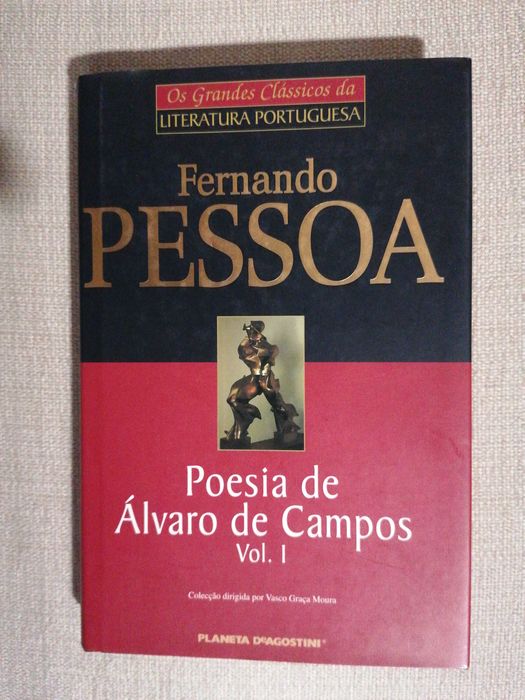 Os Grandes Clássicos da
LITERATURA PORTUGUESA
Fernando
PESSOA
Poesia de
Álvaro de Campos
Vol. I
Colecção dirigida por Vasco Graça Moura
PLANETA DEAGOSTINI